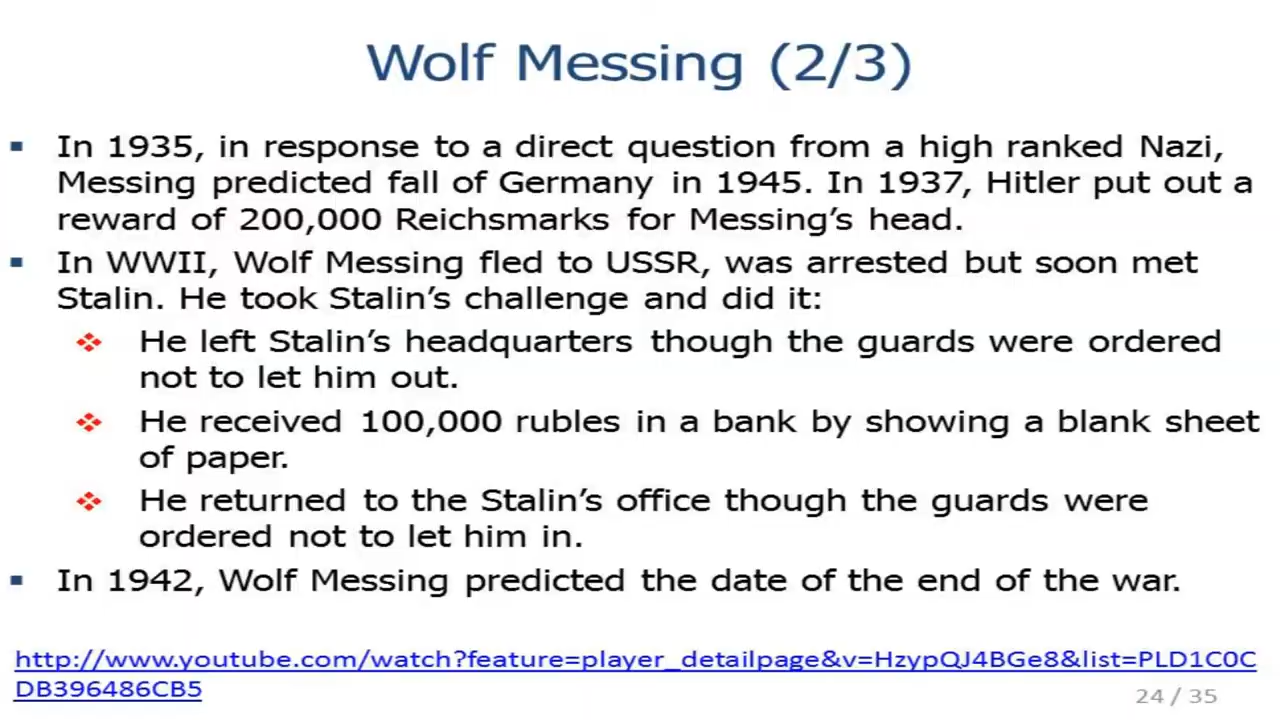 Wolf Messing (2/3)
▪ In 1935, in response to a direct question from a high ranked Nazi,
Messing predicted fall of Germany in 1945. In 1937, Hitler put out a
reward of 200,000 Reichsmarks for Messing's head.
▪ In WWII, Wolf Messing fled to USSR, was arrested but soon met
Stalin. He took Stalin's challenge and did it:
❖ He left Stalin's headquarters though the guards were ordered
not to let him out.
❖ He received 100,000 rubles in a bank by showing a blank sheet
of paper.
❖ He returned to the Stalin's office though the guards were
ordered not to let him in.
▪ In 1942, Wolf Messing predicted the date of the end of the war.
http://www.youtube.com/watch?feature=player_detailpage&v=HzypQJ4BGe8&list=PLD1C0C
DB396486CB5
24 / 35